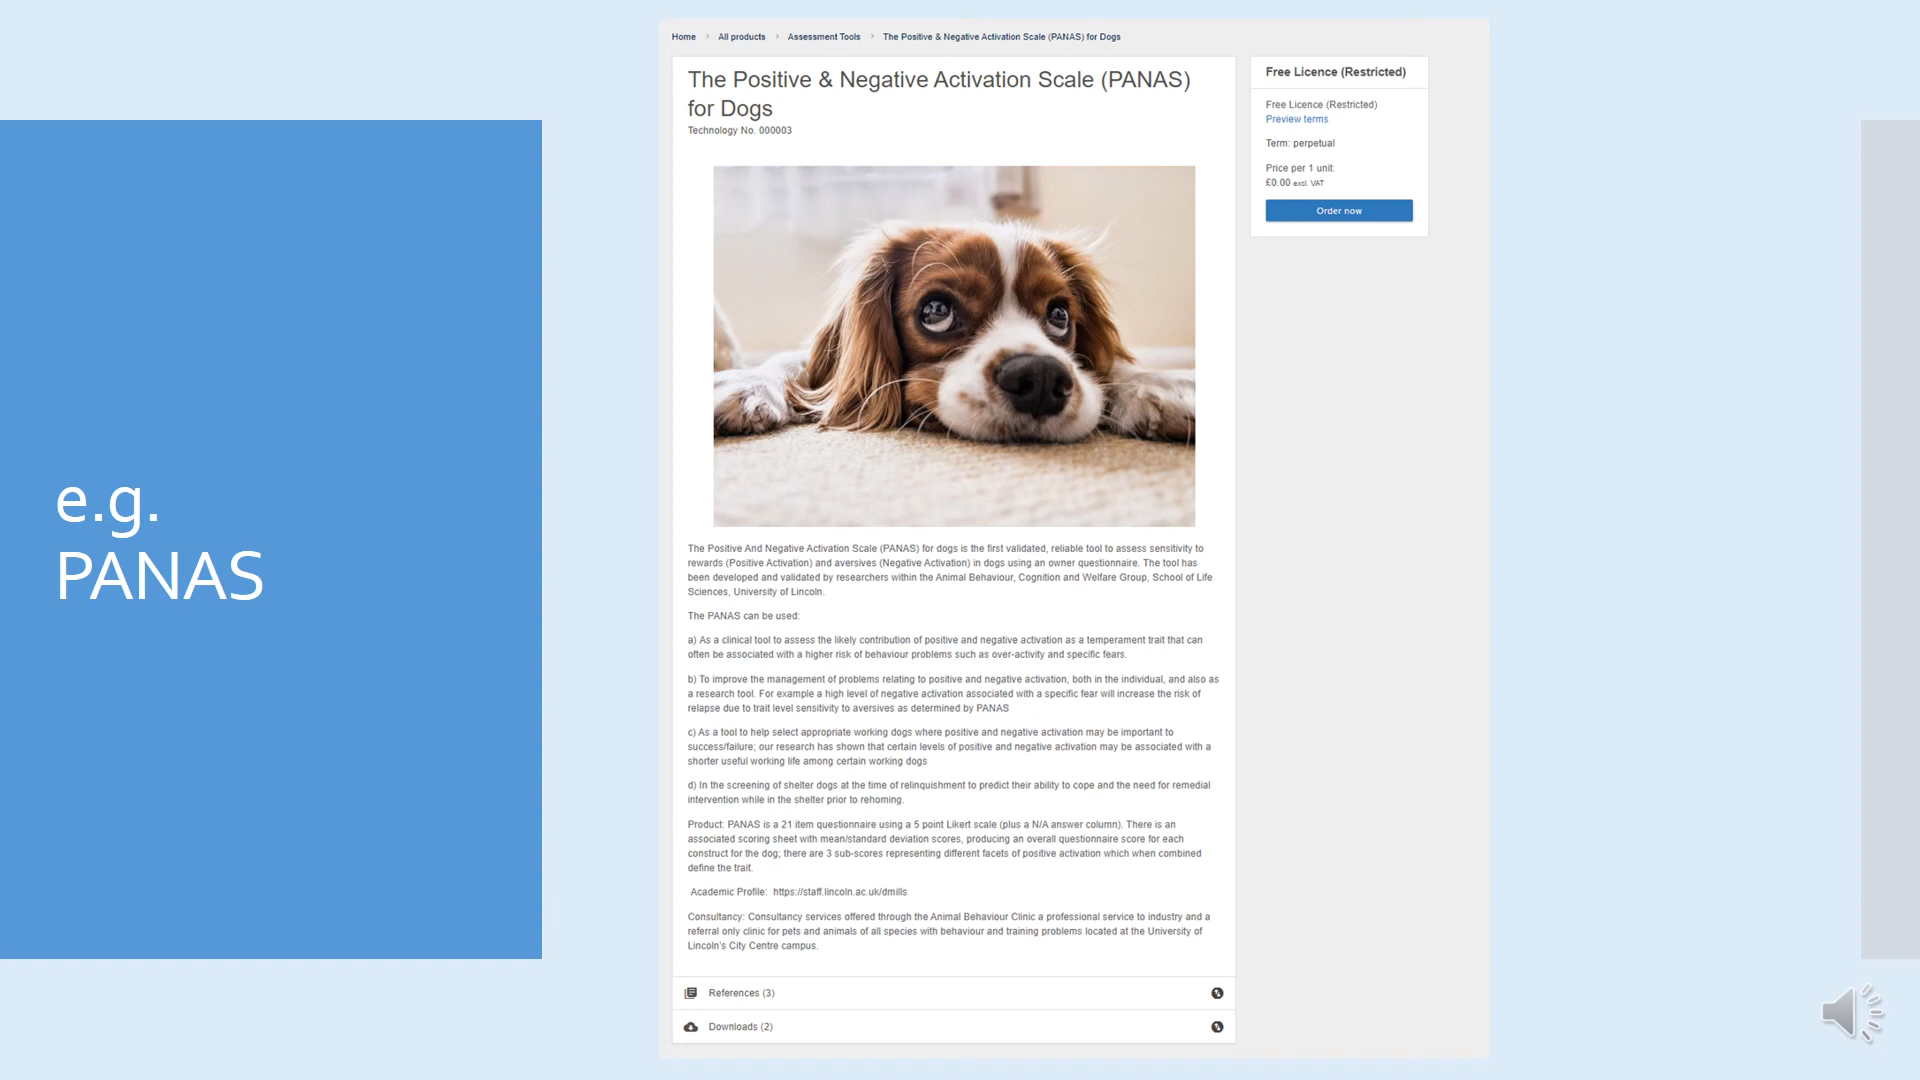 e.g.
PANAS
Home > All products > Assessment Tools > The Positive & Negative Activation Scale (PANAS) for Dogs
The Positive & Negative Activation Scale (PANAS)
for Dogs
Technology No. 000003
The Positive And Negative Activation Scale (PANAS) for dogs is the first validated, reliable tool to assess sensitivity to
rewards (Positive Activation) and aversives (Negative Activation) in dogs using an owner questionnaire. The tool has
been developed and validated by researchers within the Animal Behaviour, Cognition and Welfare Group, School of Life
Sciences, University of Lincoln.
The PANAS can be used:
a) As a clinical tool to assess the likely contribution of positive and negative activation as a temperament trait that can
often be associated with a higher risk of behaviour problems such as over-activity and specific fears.
b) To improve the management of problems relating to positive and negative activation, both in the individual, and also as
a research tool. For example a high level of negative activation associated with a specific fear will increase the risk of
relapse due to trait level sensitivity to aversives as determined by PANAS
c) As a tool to help select appropriate working dogs where positive and negative activation may be important to
success/failure; our research has shown that certain levels of positive and negative activation may be associated with a
shorter useful working life among certain working dogs
d) In the screening of shelter dogs at the time of relinquishment to predict their ability to cope and the need for remedial
intervention while in the shelter prior to rehoming.
Product: PANAS is a 21 item questionnaire using a 5 point Likert scale (plus a N/A answer column). There is an
associated scoring sheet with mean/standard deviation scores, producing an overall questionnaire score for each
construct for the dog; there are 3 sub-scores representing different facets of positive activation which when combined
define the trait.
Academic Profile: https://staff.lincoln.ac.uk/dmills
Consultancy: Consultancy services offered through the Animal Behaviour Clinic a professional service to industry and a
referral only clinic for pets and animals of all species with behaviour and training problems located at the University of
Lincoln's City Centre campus.
References (3)
Downloads (2)
Free Licence (Restricted)
Free Licence (Restricted)
Preview terms
Term: perpetual
Price per 1 unit:
£0.00 excl. VAT
Order now